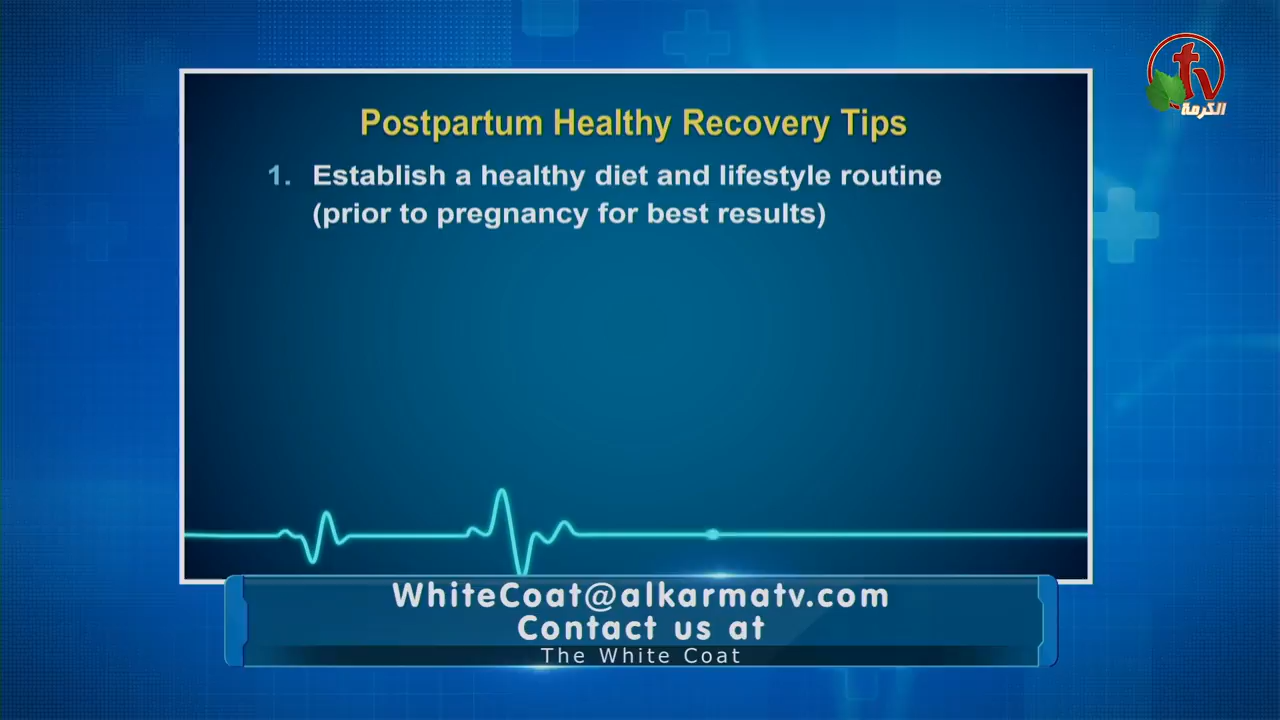 tv
الكرمة
Postpartum Healthy Recovery Tips
1. Establish a healthy diet and lifestyle routine
(prior to pregnancy for best results)
WhiteCoat@alkarmatv.com
Contact us at
The White Coat